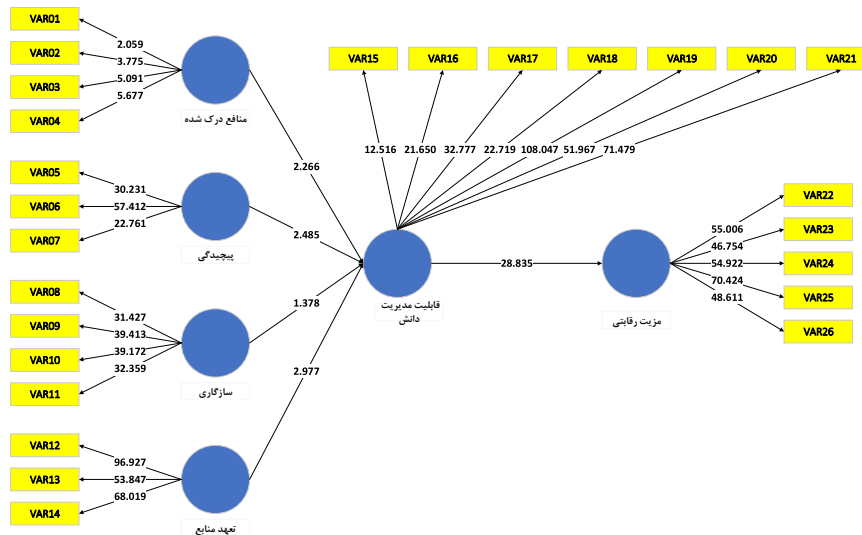 VAR01
VAR02
VAR03
VAR04
2.059
3.775
5.091
5.677
منافع درک شده
VAR05
VAR06
VAR07
30.231
57.412
22.761
پیچیدگی
VAR08
VAR09
VAR10
VAR11
31.427
39.413
39.172
32.359
سازگاری
VAR12
VAR13
VAR14
96.927
53.847
68.019
تعهد منابع
2.266
2.485
1.378
2.977
VAR15
VAR16
VAR17
VAR18
VAR19
VAR20
VAR21
12.516
21.650
32.777
22.719
108.047
51.967
71.479
قابلیت مدیریت
دانش
28.835
مزیت رقابتی
55.006
46.754
54.922
70.424
48.611
VAR22
VAR23
VAR24
VAR25
VAR26